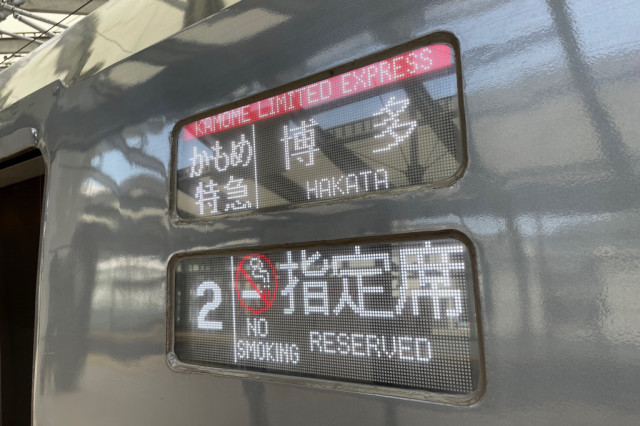 KAMOME LIMITED EXPRESS
かもめ 博多
特急 HAKATA
2 指定席
NO SMOKING RESERVED